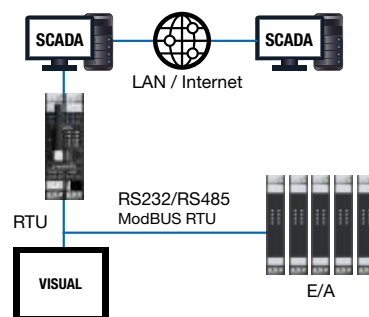 SCADA
SCADA
LAN / Internet
RS232/RS485
ModBUS RTU
RTU
VISUAL
E/A